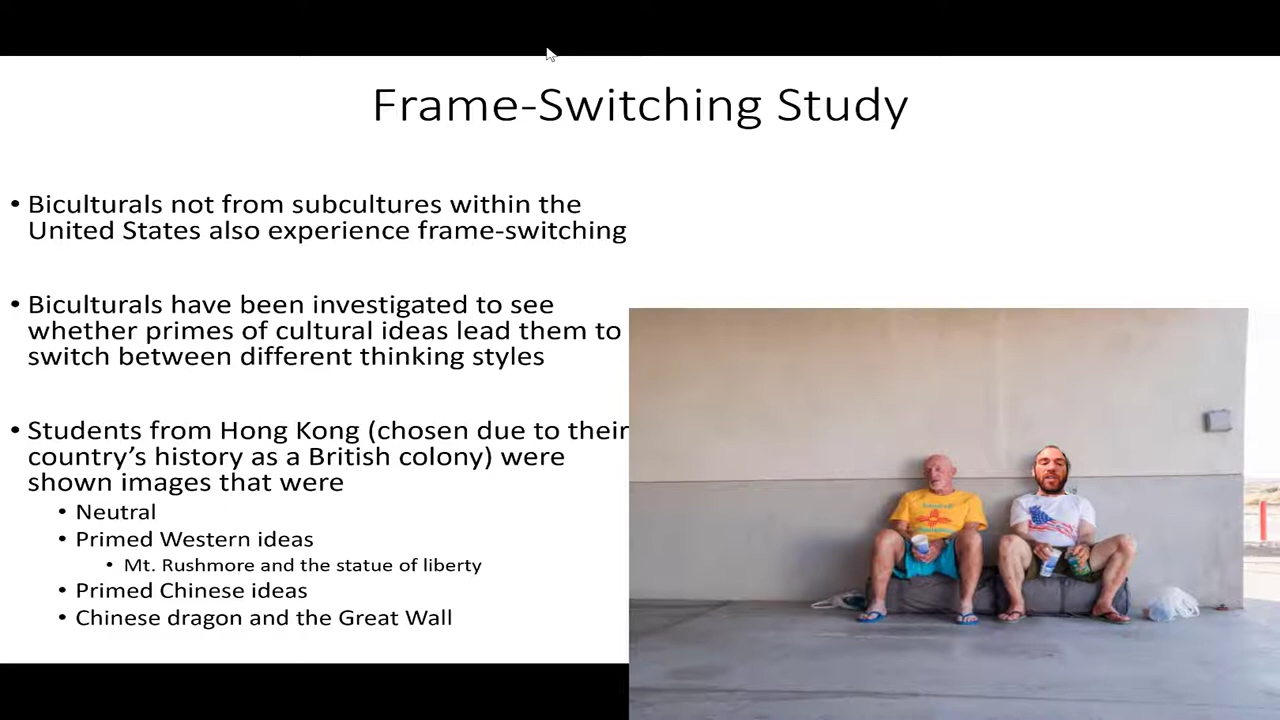 Frame-Switching Study
• Biculturals not from subcultures within the
United States also experience frame-switching
• Biculturals have been investigated to see
whether primes of cultural ideas lead them to
switch between different thinking styles
• Students from Hong Kong (chosen due to their
country’s history as a British colony) were
shown images that were
• Neutral
• Primed Western ideas
• Mt. Rushmore and the statue of liberty
• Primed Chinese ideas
• Chinese dragon and the Great Wall